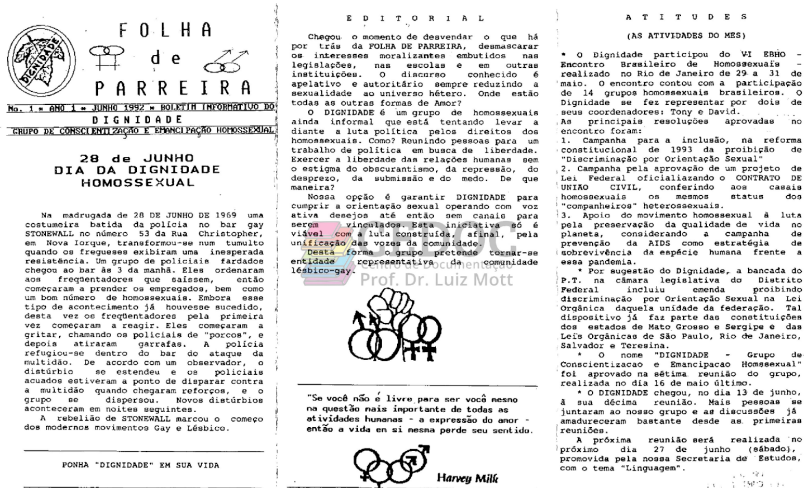 DIGNIDADE
FOLHA
de
PARREIRA
No. 1 * ANO 1 * JUNHO 1992 * BOLETIM INFORMATIVO DO
DIGNIDADE
GRUPO DE CONSCIENTIZAÇÃO E EMANCIPAÇÃO HOMOSSEXUAL
28 de JUNHO
DIA DA DIGNIDADE
HOMOSSEXUAL
Na madrugada de 28 DE JUNHO DE 1969 uma
costumeira batida da polícia no bar gay
STONEWALL no número 53 da Rua Christopher,
em Nova Iorque, transformou-se num tumulto
quando os fregueses exibiram uma inesperada
resistência. Um grupo de policiais fardados
chegou ao bar às 3 da manhã. Eles ordenaram
aos freqüentadores que saíssem, então
começaram a prender os empregados, bem como
um bom número de homossexuais. Embora esse
tipo de acontecimento já houvesse sucedido,
desta vez os freqüentadores pela primeira
vez começaram a reagir. Eles começaram a
gritar, chamando os policiais de "porcos", e
depois atiraram garrafas. A polícia
refugiou-se dentro do bar do ataque da
multidão. De acordo com um observador, o
distúrbio se estendeu e os policiais
acuados estiveram a ponto de disparar contra
a multidão quando chegaram reforços, e o
grupo se dispersou. Novos distúrbios
aconteceram em noites seguintes.
A rebelião de STONEWALL marcou o começo
dos modernos movimentos Gay e Lésbico.
PONHA "DIGNIDADE" EM SUA VIDA
EDITORIAL
Chegou o momento de desvendar o que há
por trás da FOLHA DE PARREIRA, desmascarar
os interesses moralizantes embutidos nas
legislações, nas escolas e em outras
instituições. O discurso conhecido é
apelativo e autoritário sempre reduzindo a
sexualidade ao universo hétero. Onde estão
todas as outras formas de Amor?
O DIGNIDADE é um grupo de homossexuais
ainda informal que está tentando levar a
diante a luta política pelos direitos dos
homossexuais. Como? Reunindo pessoas para um
trabalho de política em busca de liberdade.
Exercer a liberdade das relações humanas sem
o estigma do obscurantismo, da repressão, do
desprezo, da submissão e do medo. De que
maneira?
Nossa opção é garantir DIGNIDADE para
cumprir a orientação sexual operando com voz
ativa desejos até então sem canais para
serem vinculados. Esta iniciativa só é
viável com a luta construída, afinal, pela
unificação das vozes da comunidade.
Desta forma o grupo pretende tornar-se
entidade representativa da comunidade
lésbico-gay.
CEDOC
Centro de Documentação
Prof. Dr. Luiz Mott
"Se você não é livre para ser você mesmo
na questão mais importante de todas as
atividades humanas - a expressão do amor -
então a vida em si mesma perde seu sentido.
Harvey Milk
ATITUDES
(AS ATIVIDADES DO MES)
* O Dignidade participou do VI EBHO -
Encontro Brasileiro de Homossexuais -
realizado no Rio de Janeiro de 29 a 31 de
maio. O encontro contou com a participação
de 14 grupos homossexuais brasileiros. O
Dignidade se fez representar por dois de
seus coordenadores: Tony e David.
As principais resoluções aprovadas no
encontro foram:
1. Campanha para a inclusão, na reforma
constitucional de 1993 da proibição de
"Discriminação por Orientação Sexual"
2. Campanha pela aprovação de um projeto de
Lei Federal oficializando o CONTRATO DE
UNIÃO CIVIL, conferindo aos casais
homosexuais os mesmos status dos
"companheiros" heterossexuais.
3. Apoio do movimento homossexual à luta
pela preservação da qualidade de vida no
planeta, considerando a campanha de
prevenção da AIDS como estratégia de
sobrevivência da espécie humana frente a
essa pandemia.
* Por sugestão do Dignidade, a bancada do
P.T. na câmara legislativa do Distrito
Federal incluiu emenda proibindo
discriminação por Orientação Sexual na Lei
Orgânica daquela unidade da federação. Tal
dispositivo já faz parte das constituições
dos estados de Mato Grosso e Sergipe e das
Leis Orgânicas de São Paulo, Rio de Janeiro,
Salvador e Teresina.
* O nome "DIGNIDADE - Grupo de
Conscientizacao e Emancipacao Homossexual"
foi aprovado na sétima reunião do grupo,
realizada no dia 16 de maio último.
* O DIGNIDADE chegou, no dia 13 de junho,
à sua décima reunião. Mais pessoas se
juntaram ao nosso grupo e as discussões já
amadureceram bastante desde as primeiras
reuniões.
A próxima reunião será realizada no
próximo dia 27 de junho (sábado),
promovida pela nossa Secretaria de Estudos,
com o tema "Linguagem".